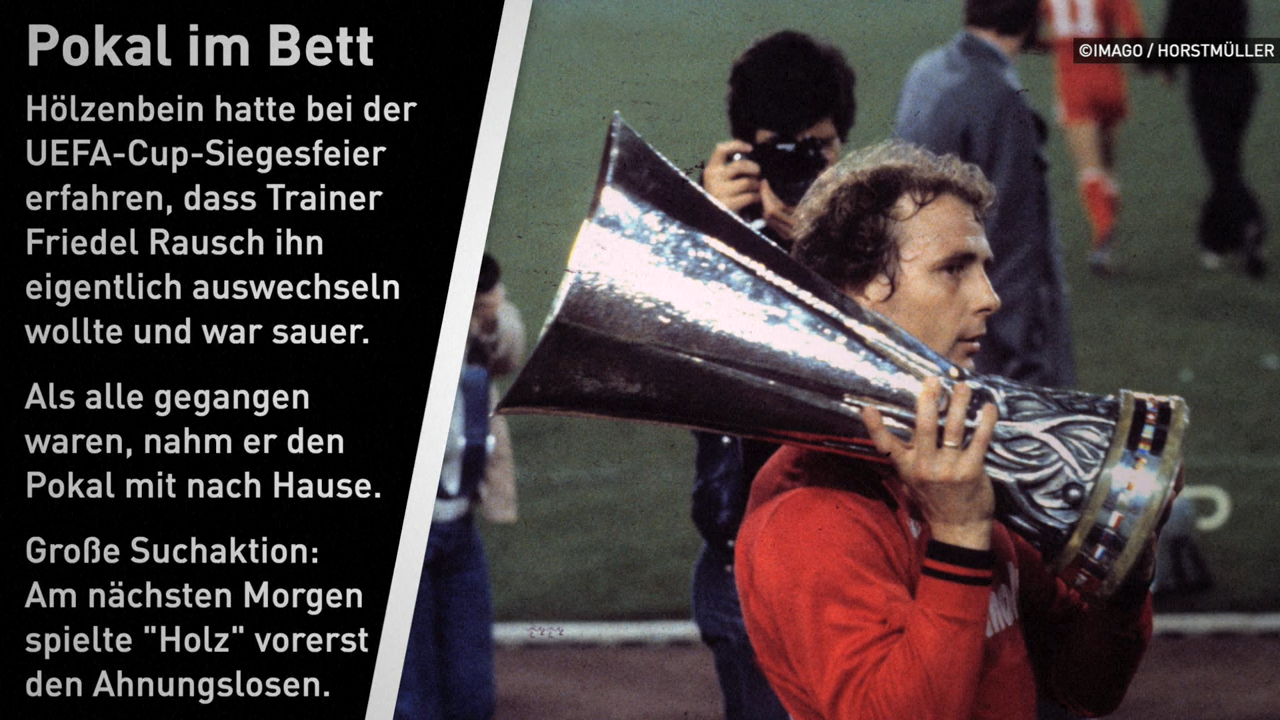 Pokal im Bett
Hölzenbein hatte bei der
UEFA-Cup-Siegesfeier
erfahren, dass Trainer
Friedel Rausch ihn
eigentlich auswechseln
wollte und war sauer.
Als alle gegangen
waren, nahm er den
Pokal mit nach Hause.
Große Suchaktion:
Am nächsten Morgen
spielte "Holz" vorerst
den Ahnungslosen.
©IMAGO / HORSTMÜLLER
11